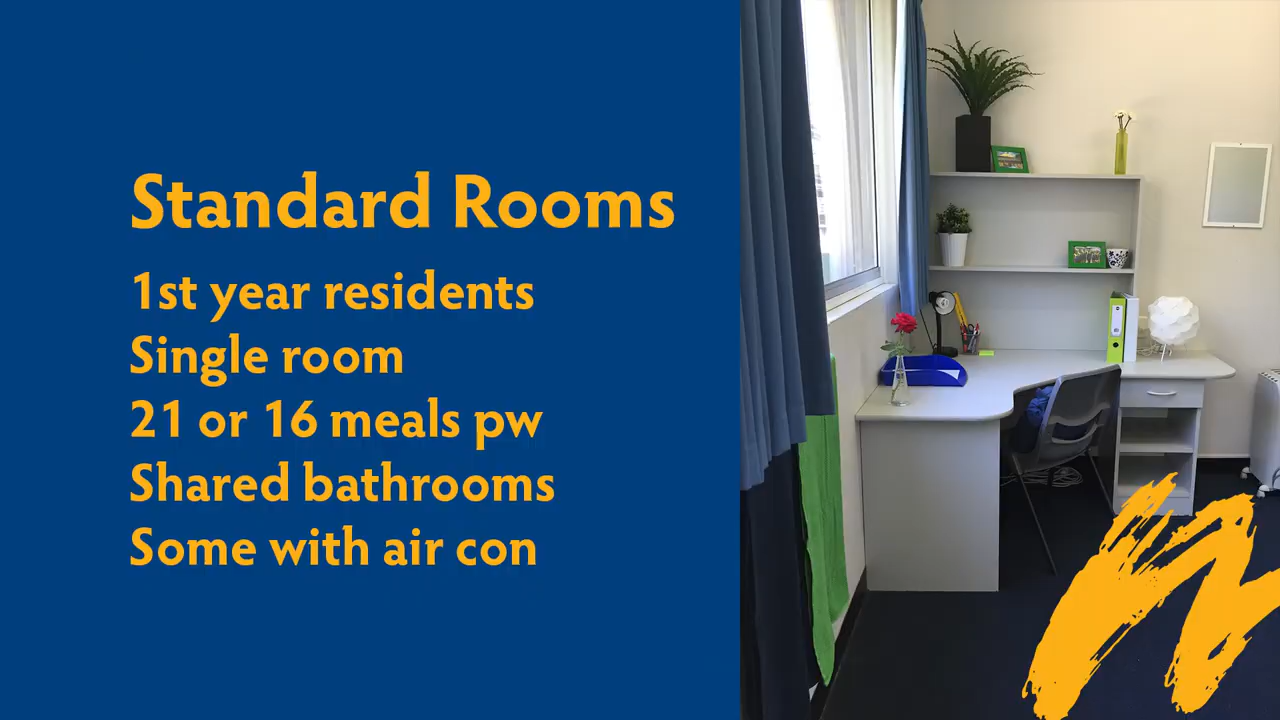 Standard Rooms
1st year residents
Single room
21 or 16 meals pw
Shared bathrooms
Some with air con